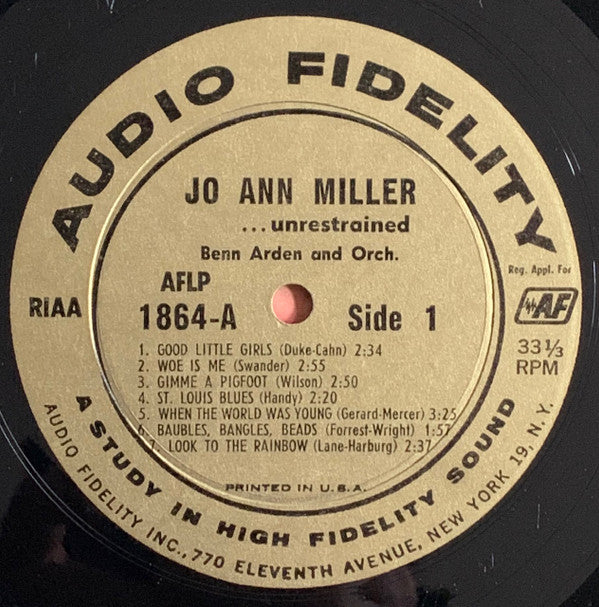 AUDIO FIDELITY
JO ANN MILLER
...unrestrained
Benn Arden and Orch.
AFLP
1864-A
Side 1
RIAA
Reg. Appl. For
AF
33 1/3
RPM
1. GOOD LITTLE GIRLS (Duke-Cahn) 2:34
2. WOE IS ME (Swander) 2:55
3. GIMME A PIGFOOT (Wilson) 2:50
4. ST. LOUIS BLUES (Handy) 2:20
5. WHEN THE WORLD WAS YOUNG (Gerard-Mercer) 3:25
6. BAUBLES, BANGLES, BEADS (Forrest-Wright) 1:57
7. LOOK TO THE RAINBOW (Lane-Harburg) 2:37
PRINTED IN U.S.A.
A STUDY IN HIGH FIDELITY SOUND
AUDIO FIDELITY INC., 770 ELEVENTH AVENUE, NEW YORK 19, N.Y.